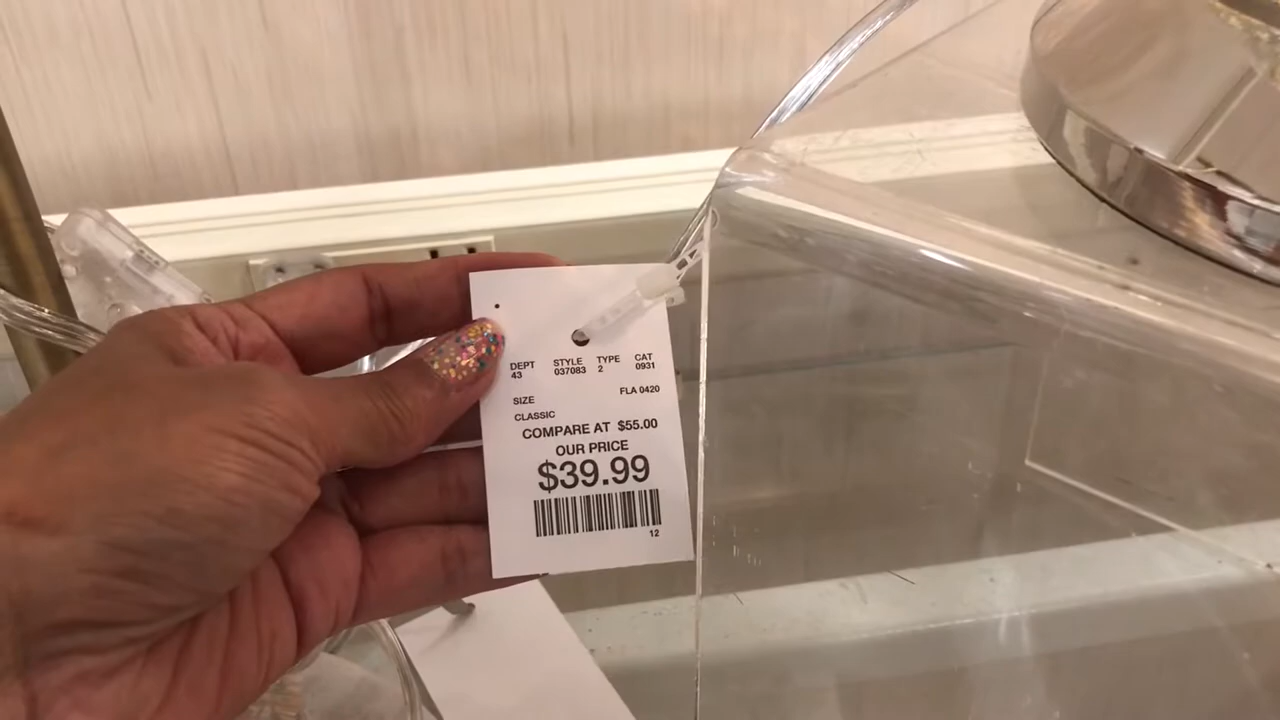 DEPT STYLE TYPE CAT
43 037083 2 0931
SIZE FLA 0420
CLASSIC
COMPARE AT $55.00
OUR PRICE
$39.99
12